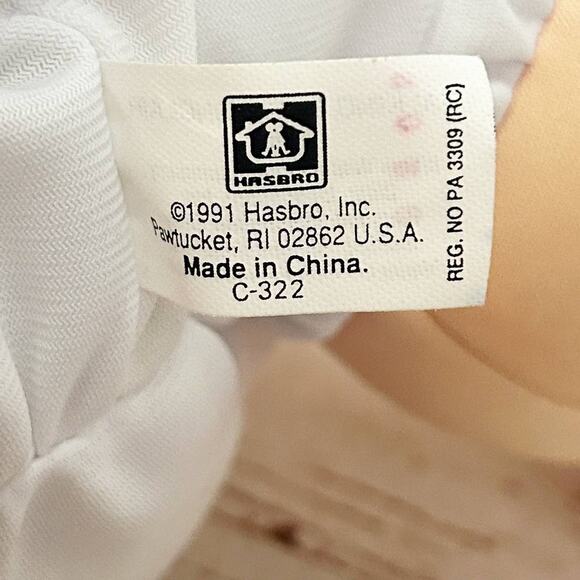 HASBRO
©1991 Hasbro, Inc.
Pawtucket, RI 02862 U.S.A.
Made in China.
C-322
REG. NO PA 3309 (RC)